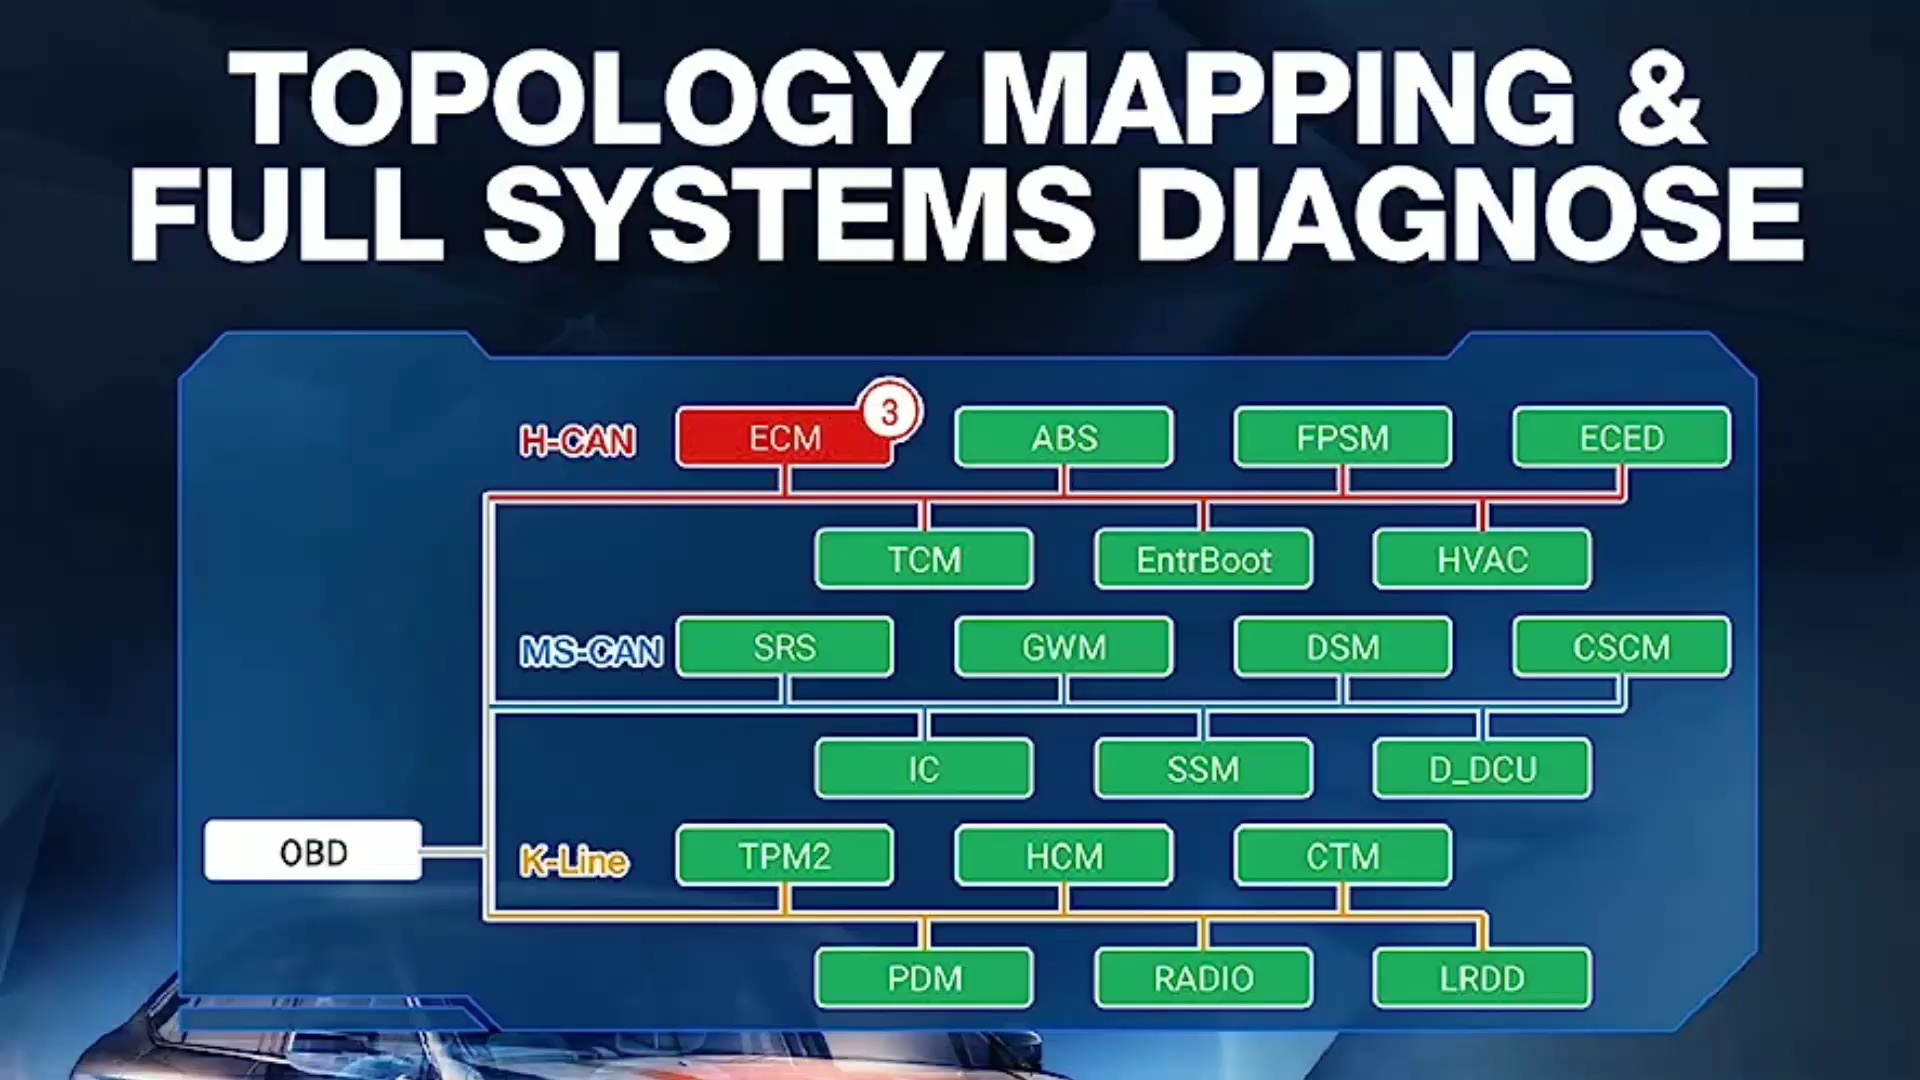 TOPOLOGY MAPPING &
FULL SYSTEMS DIAGNOSE
H-CAN
ECM
3
ABS
FPSM
ECED
TCM
EntrBoot
HVAC
MS-CAN
SRS
GWM
DSM
CSCM
IC
SSM
D_DCU
OBD
K-Line
TPM2
HCM
CTM
PDM
RADIO
LRDD